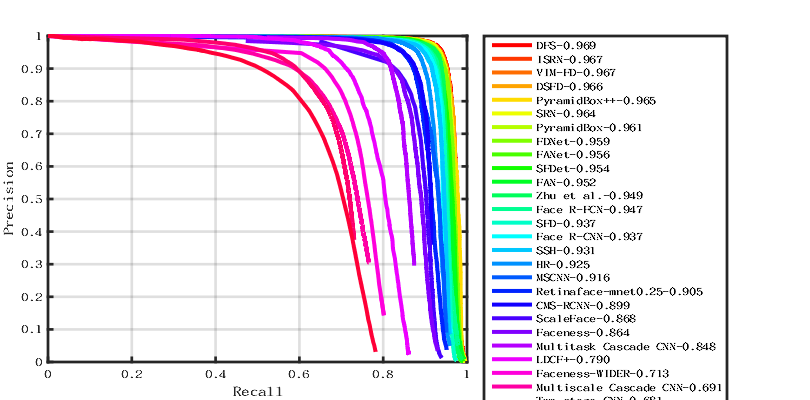 1
0.9
0.8
0.7
0.6
0.5
0.4
0.3
0.2
0.1
0
Precision
0 0.2 0.4 0.6 0.8 1
Recall
DFS-0.969
ISRN-0.967
VIM-FD-0.967
DSFD-0.966
PyramidBox++-0.965
SRN-0.964
PyramidBox-0.961
FDNet-0.959
FANet-0.956
SFDet-0.954
FAN-0.952
Zhu et al.-0.949
Face R-FCN-0.947
SFD-0.937
Face R-CNN-0.937
SSH-0.931
HR-0.925
MSCNN-0.916
Retinaface-mnet0.25-0.905
CMS-RCNN-0.899
ScaleFace-0.868
Faceness-0.864
Multitask Cascade CNN-0.848
LDCF+-0.790
Faceness-WIDER-0.713
Multiscale Cascade CNN-0.691